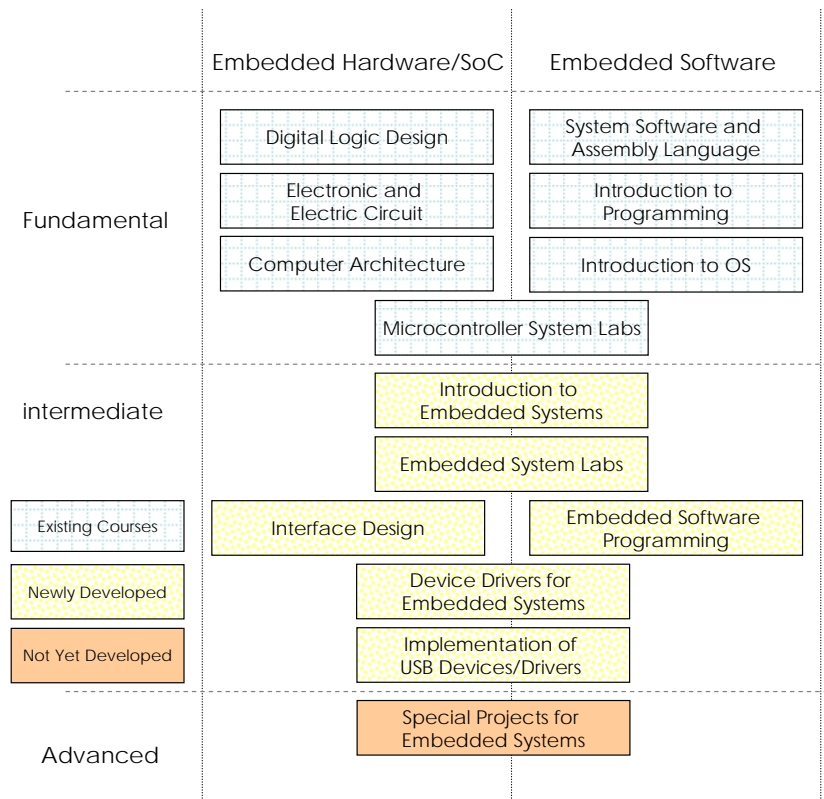 Embedded Hardware/SoC
Embedded Software
Fundamental
Digital Logic Design
System Software and
Assembly Language
Electronic and
Electric Circuit
Introduction to
Programming
Computer Architecture
Introduction to OS
Microcontroller System Labs
intermediate
Introduction to
Embedded Systems
Embedded System Labs
Existing Courses
Interface Design
Embedded Software
Programming
Newly Developed
Device Drivers for
Embedded Systems
Not Yet Developed
Implementation of
USB Devices/Drivers
Advanced
Special Projects for
Embedded Systems